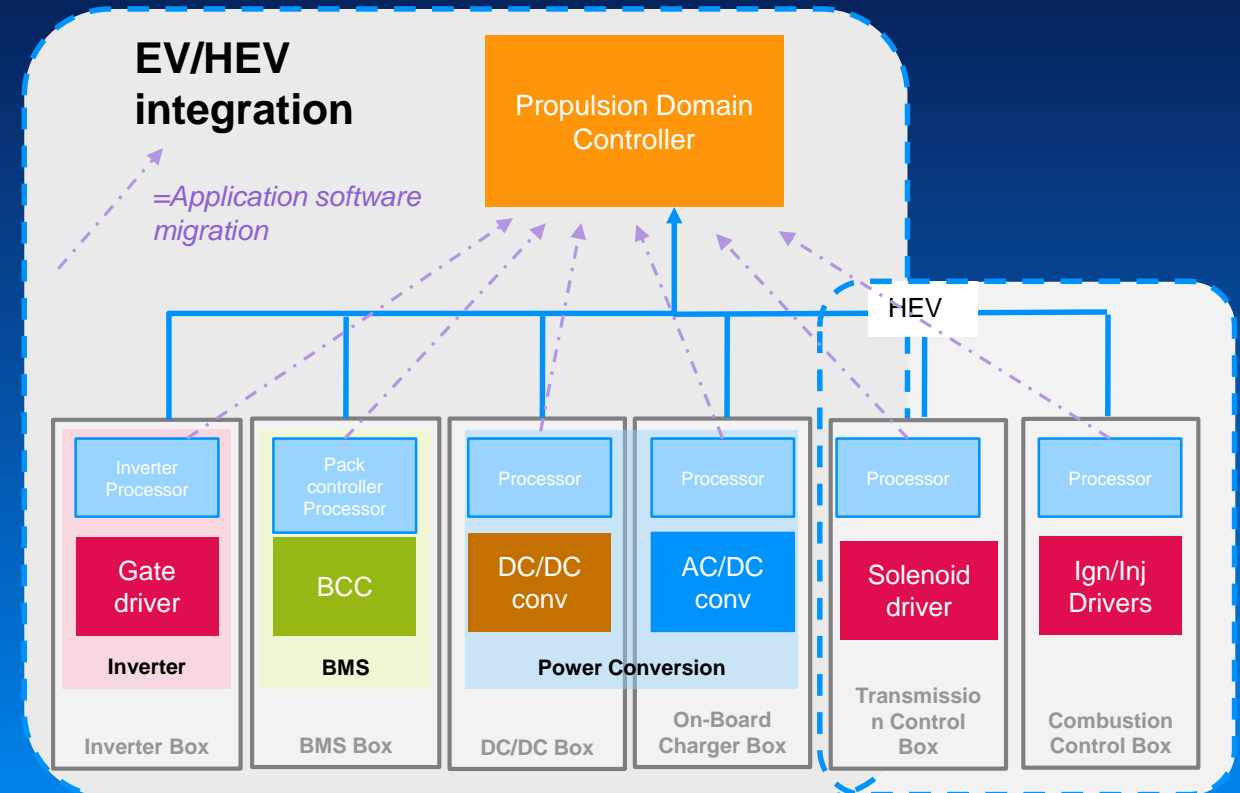 EV/HEV
integration
=Application software
migration
Propulsion Domain
Controller
HEV
Inverter
Processor
Gate
driver
Inverter
Inverter Box
Pack
controller
Processor
BCC
BMS
BMS Box
Processor
DC/DC
conv
Processor
AC/DC
conv
Power Conversion
DC/DC Box
On-Board
Charger Box
Processor
Solenoid
driver
Transmissio
n Control
Box
Processor
Ign/Inj
Drivers
Combustion
Control Box